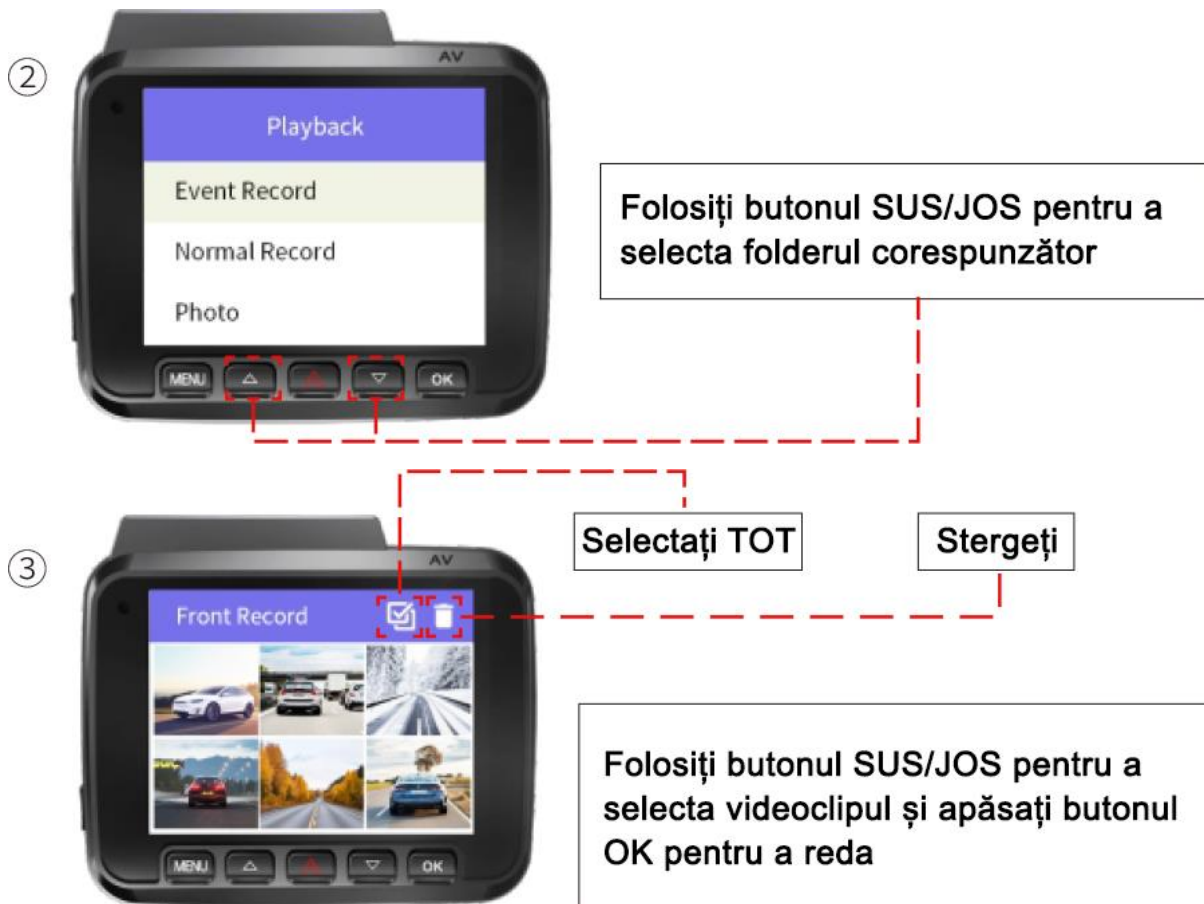 ②
AV
Playback
Event Record
Normal Record
Photo
MENU
OK
Folosiți butonul SUS/JOS pentru a
selecta folderul corespunzător
③
AV
Front Record
MENU
OK
Selectați TOT
Stergeți
Folosiți butonul SUS/JOS pentru a
selecta videoclipul și apăsați butonul
OK pentru a reda